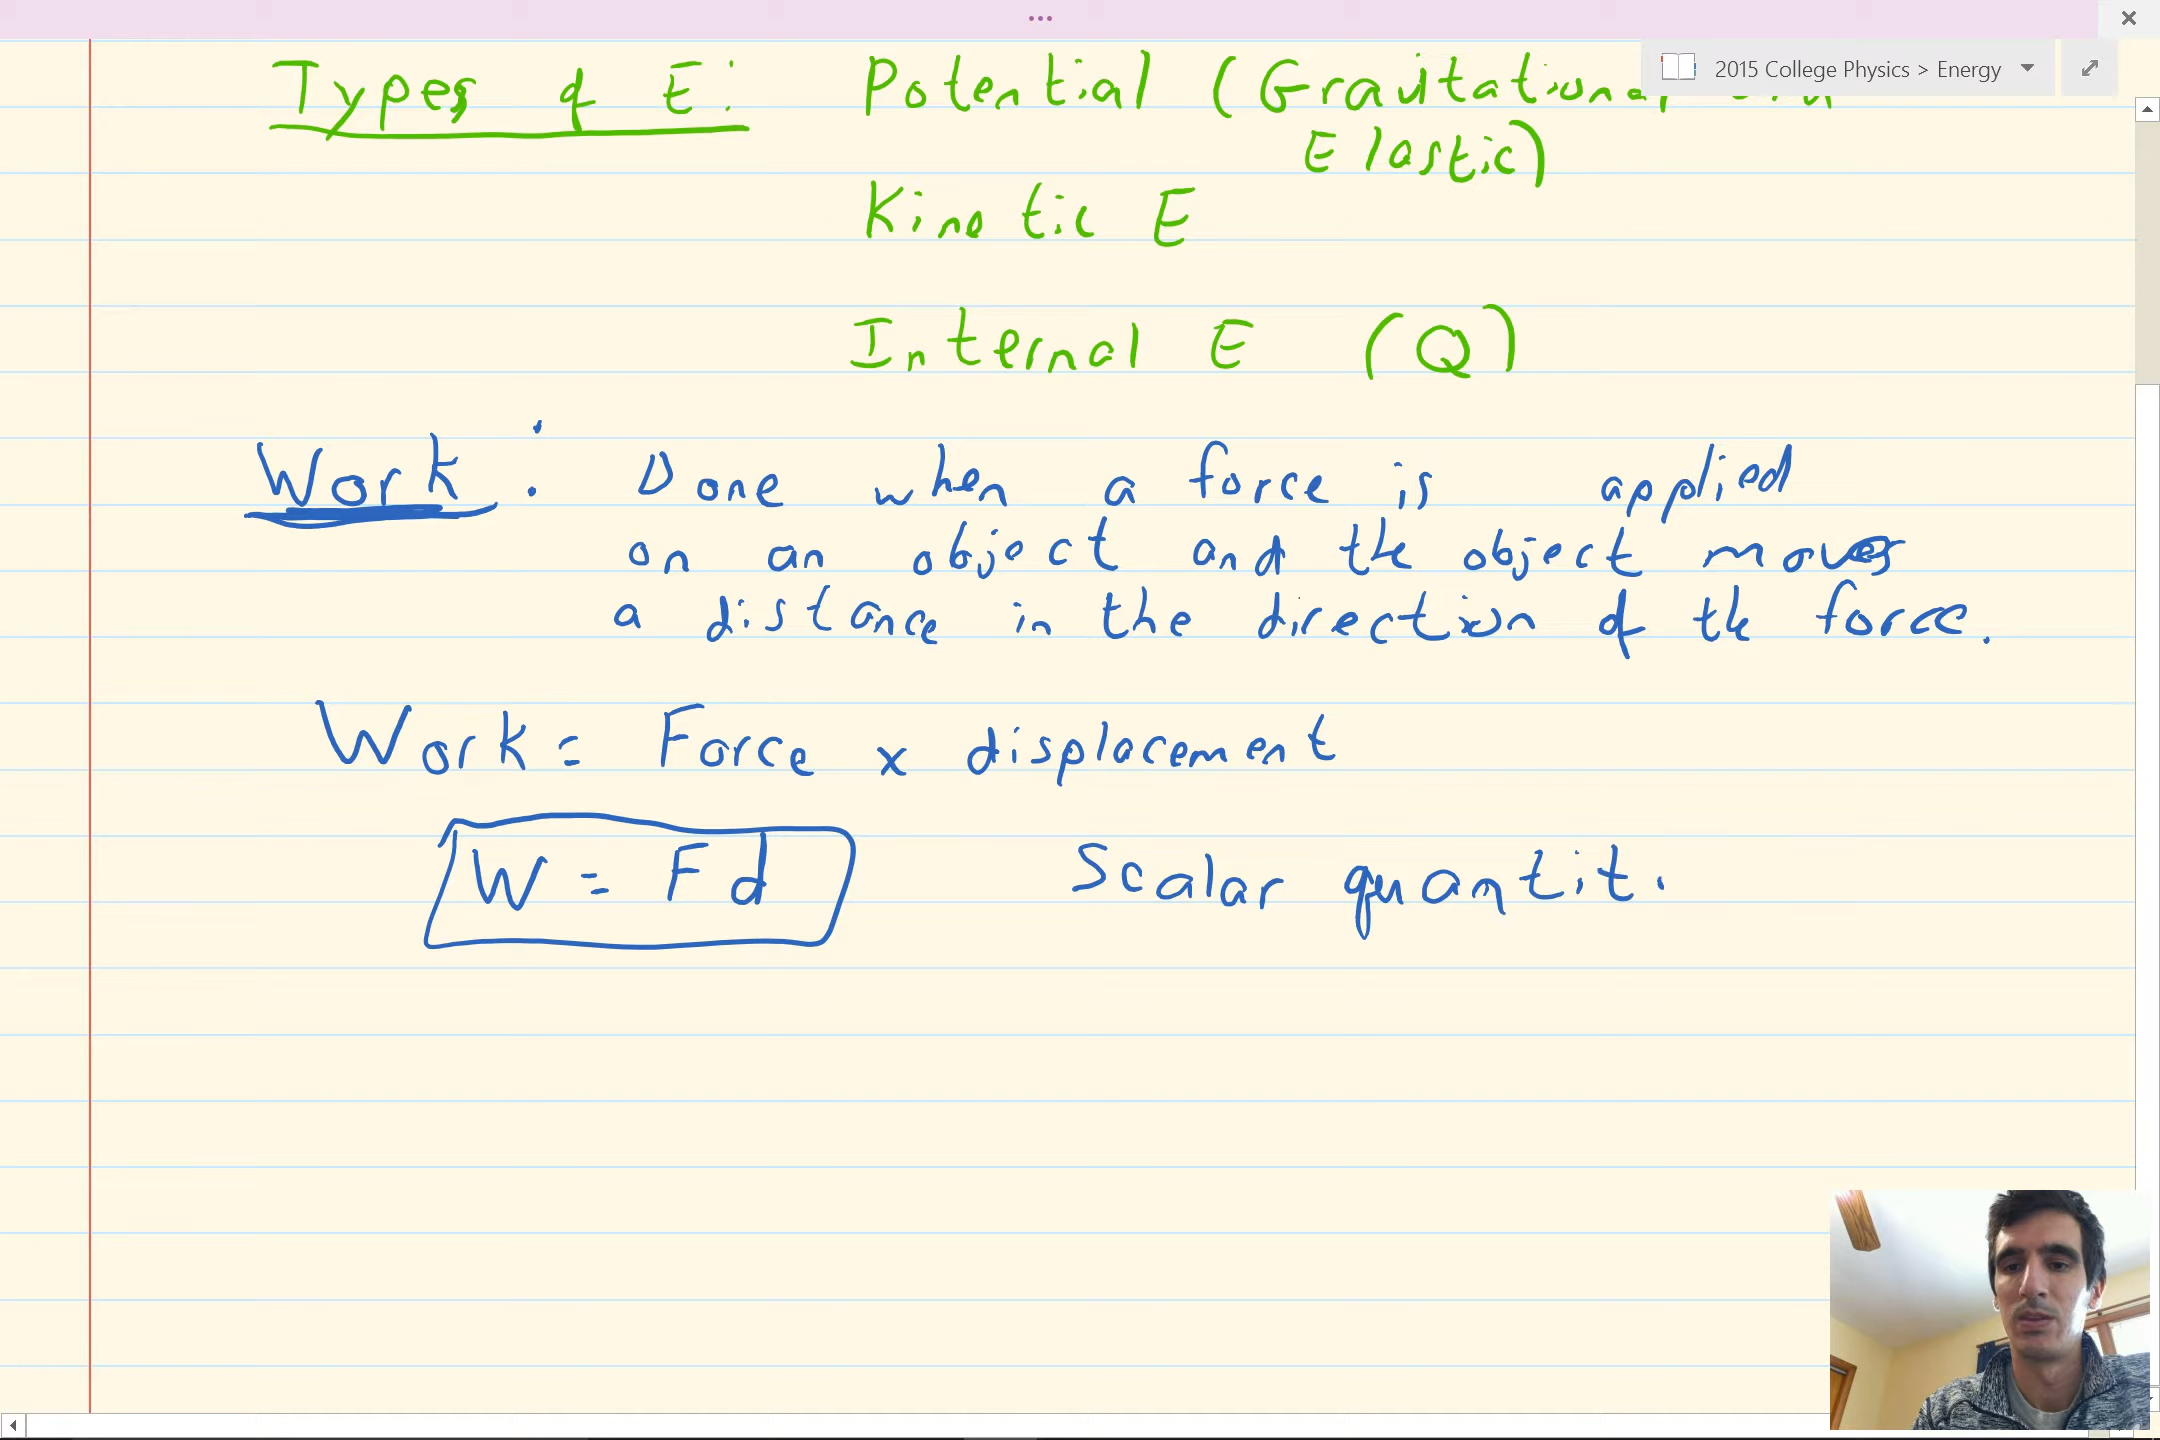 2015 College Physics > Energy
Types of E: Potential (Gravitational
Elastic)
Kinetic E
Internal E (Q)
Work: Done when a force is applied
on an object and the object moves
a distance in the direction of the force.
Work = Force x displacement
W = Fd
Scalar quantit